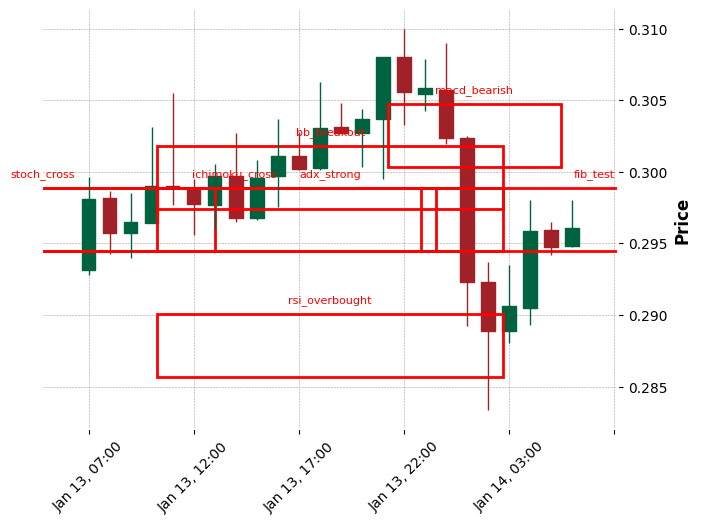 0.310
macd_bearish
0.305
bb_breakout
stoch_cross
ichimoku_cross
adx_strong
fib_test
0.300
0.295
rsi_overbought
0.290
0.285
Price
Jan 13, 07:00
Jan 13, 12:00
Jan 13, 17:00
Jan 13, 22:00
Jan 14, 03:00